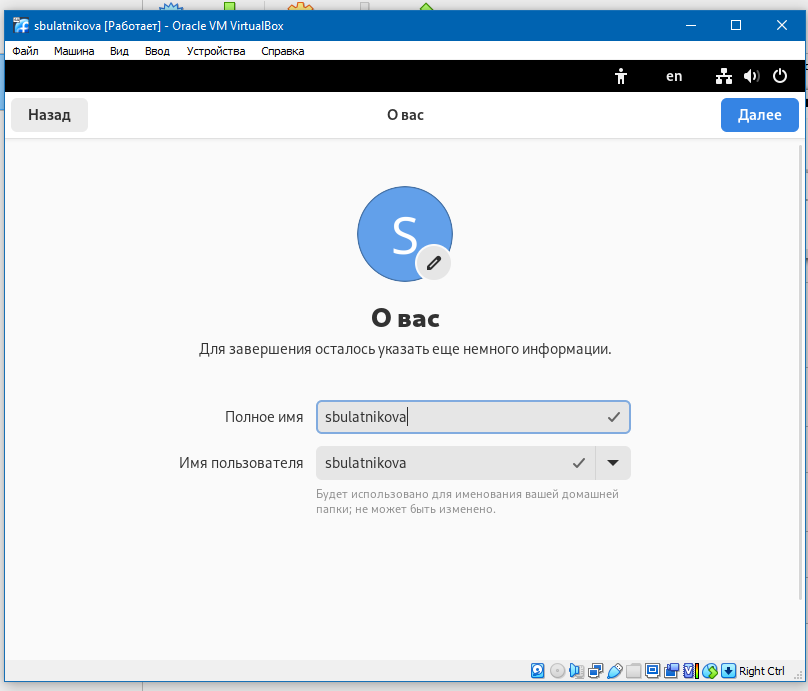 sbulatnikova [Работает] - Oracle VM VirtualBox
Файл Машина Вид Ввод Устройства Справка
en
Назад О вас Далее
S
О вас
Для завершения осталось указать еще немного информации.
Полное имя sbulatnikova
Имя пользователя sbulatnikova
Будет использовано для именования вашей домашней
папки; не может быть изменено.
Right Ctrl